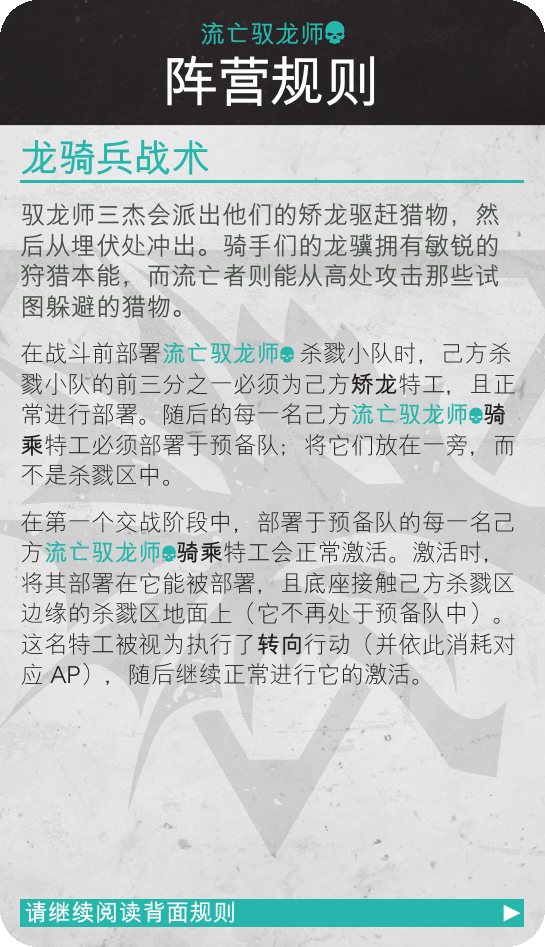 流亡驭龙师
阵营规则
龙骑兵战术
驭龙师三杰会派出他们的矫龙驱赶猎物，然
后从埋伏处冲出。骑手们的龙骥拥有敏锐的
狩猎本能，而流亡者则能从高处攻击那些试
图躲避的猎物。
在战斗前部署流亡驭龙师 杀戮小队时，己方杀
戮小队的前三分之一必须为己方矫龙特工，且正
常进行部署。随后的每一名己方流亡驭龙师骑
乘特工必须部署于预备队；将它们放在一旁，而
不是杀戮区中。
在第一个交战阶段中，部署于预备队的每一名己
方流亡驭龙师骑乘特工会正常激活。激活时，
将其部署在它能被部署，且底座接触己方杀戮区
边缘的杀戮区地面上（它不再处于预备队中）。
这名特工被视为执行了转向行动（并依此消耗对
应 AP），随后继续正常进行它的激活。
请继续阅读背面规则